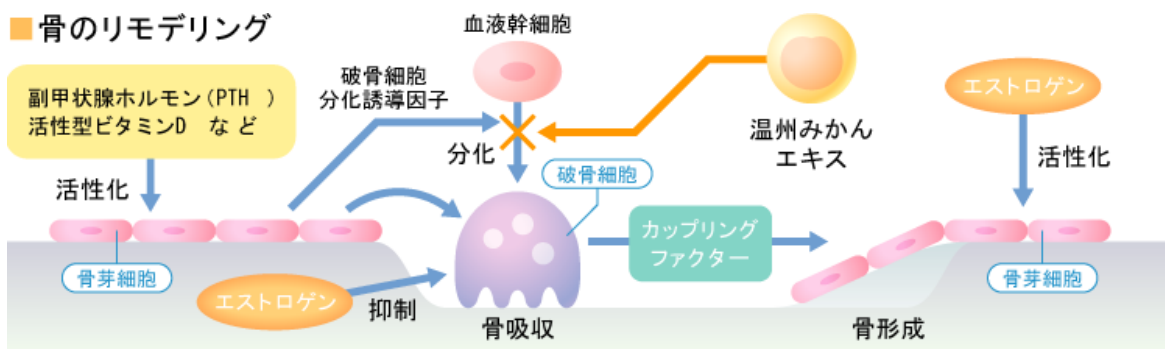 骨のリモデリング
副甲状腺ホルモン(PTH )
活性型ビタミンD など
活性化
骨芽細胞
エストロゲン
抑制
破骨細胞
分化誘導因子
血液幹細胞
分化
破骨細胞
骨吸収
温州みかん
エキス
カップリング
ファクター
骨形成
エストロゲン
活性化
骨芽細胞